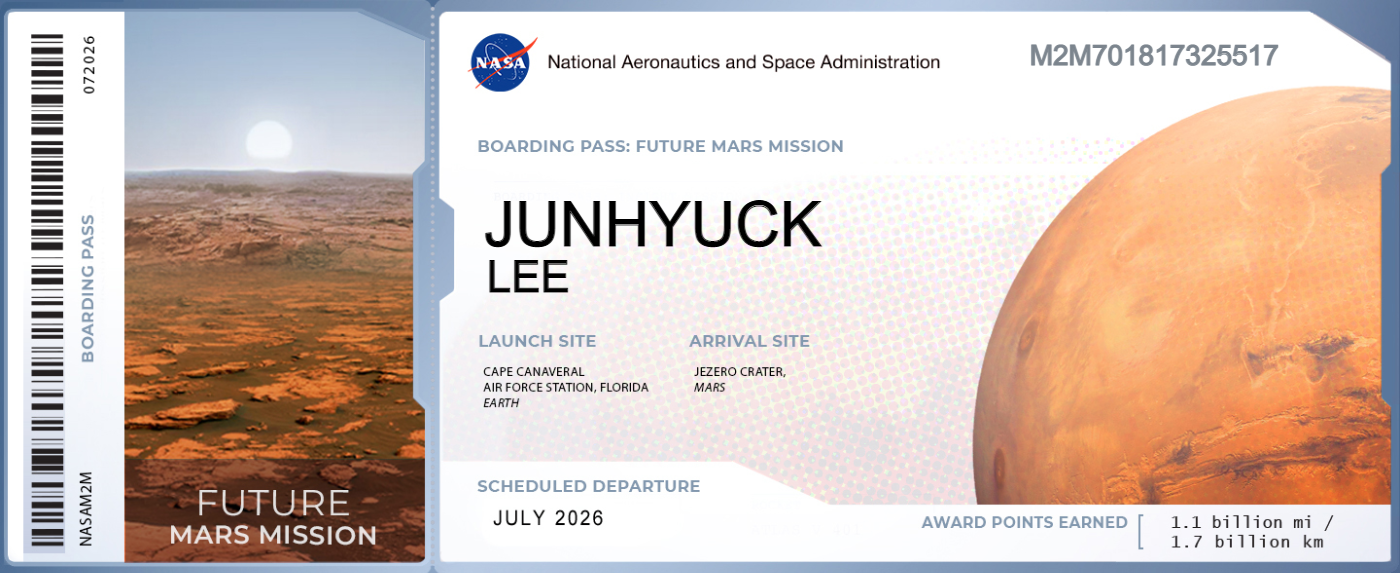 072026
BOARDING PASS
NASAM2M
FUTURE
MARS MISSION
NASA
National Aeronautics and Space Administration
M2M701817325517
BOARDING PASS: FUTURE MARS MISSION
JUNHYUCK
LEE
LAUNCH SITE
CAPE CANAVERAL
AIR FORCE STATION, FLORIDA
EARTH
ARRIVAL SITE
JEZERO CRATER,
MARS
SCHEDULED DEPARTURE
JULY 2026
AWARD POINTS EARNED
1.1 billion mi /
1.7 billion km